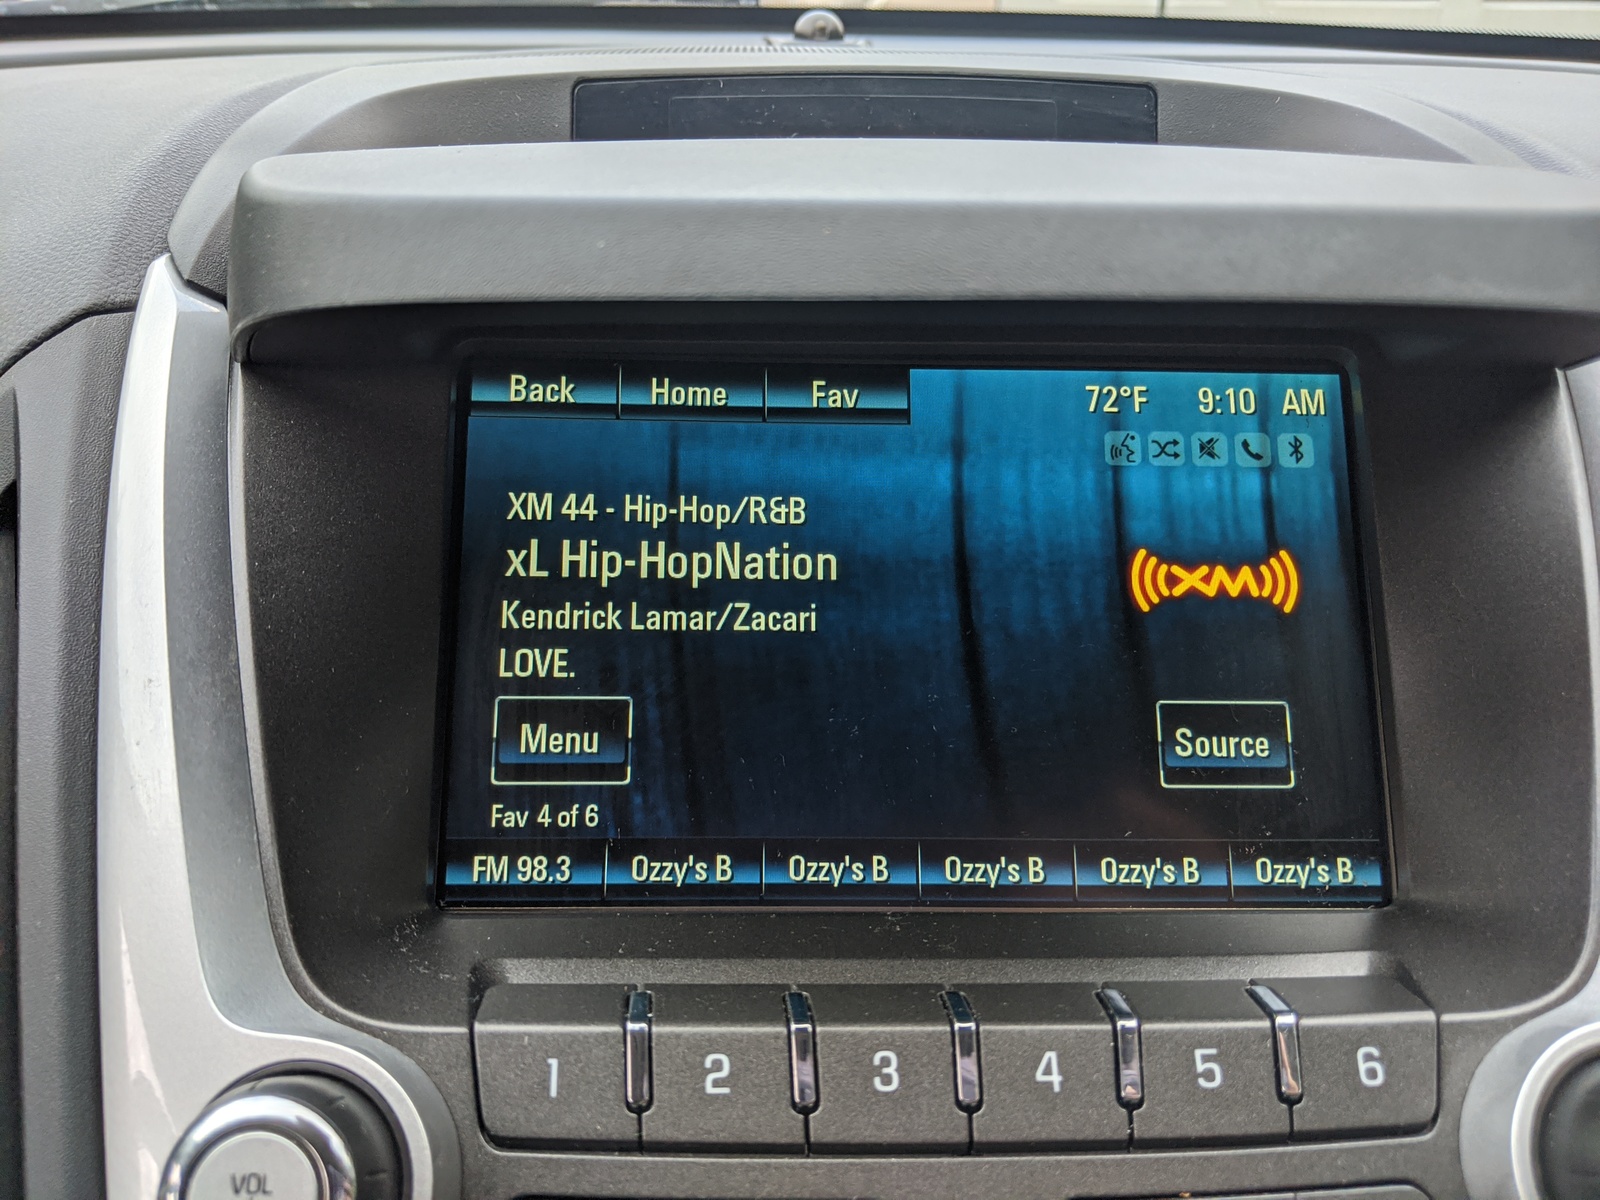 Back Home Fav 72°F 9:10 AM
XM 44 - Hip-Hop/R&B
xL Hip-HopNation
XM
Kendrick Lamar/Zacari
LOVE.
Menu Source
Fav 4 of 6
FM 98.3 Ozzy's B Ozzy's B Ozzy's B Ozzy's B Ozzy's B
1 2 3 4 5 6
VOL